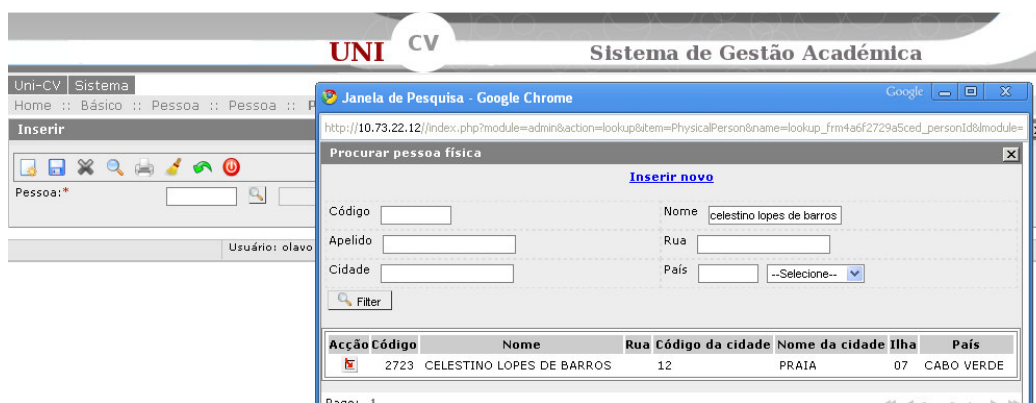 UNI CV Sistema de Gestão Académica
Uni-CV Sistema
Home :: Básico :: Pessoa :: Pessoa ::
Inserir
Pessoa:*
Usuário: olavo
Janela de Pesquisa - Google Chrome Google
http://10.73.22.12//index.php?module=admin&action=lookup&item=PhysicalPerson&name=lookup_frm4a6f2729a5ced_personId&lmodule=
Procurar pessoa física
Inserir novo
Código Nome celestino lopes de barros
Apelido Rua
Cidade País --Selecione--
Filter
Acção Código Nome Rua Código da cidade Nome da cidade Ilha País
2723 CELESTINO LOPES DE BARROS 12 PRAIA 07 CABO VERDE